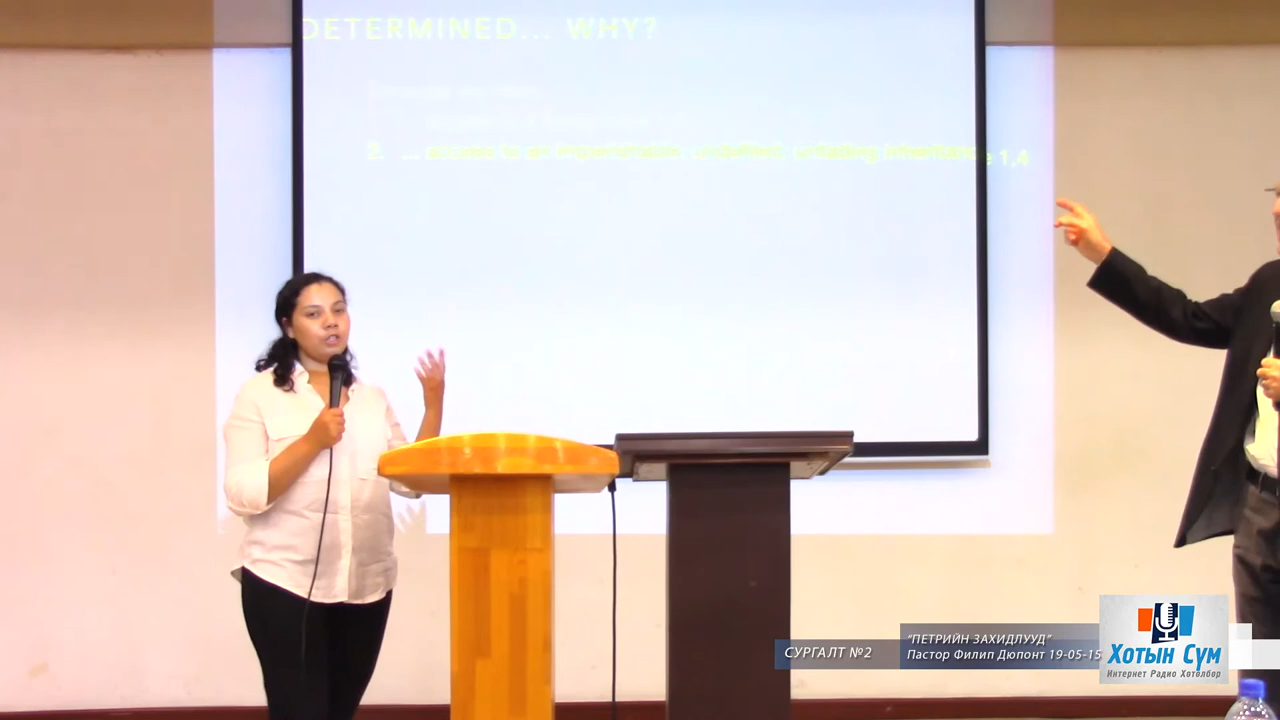 DETERMINED... WHY?
2. ... access to an imperishable, undefiled, unfading inheritance 1,4
СУРГАЛТ №2
"ПЕТРИЙН ЗАХИДЛУУД"
Пастор Филип Дюпонт 19-05-15
Хотын Сүм
Интернет Радио Хөтөлбөр